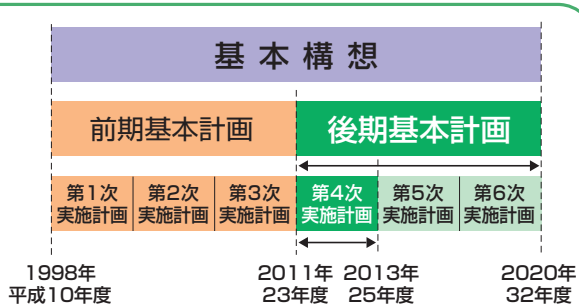 基本構想
前期基本計画 後期基本計画
第1次 第2次 第3次 第4次 第5次 第6次
実施計画 実施計画 実施計画 実施計画 実施計画 実施計画
1998年 2011年 2013年 2020年
平成10年度 23年度 25年度 32年度